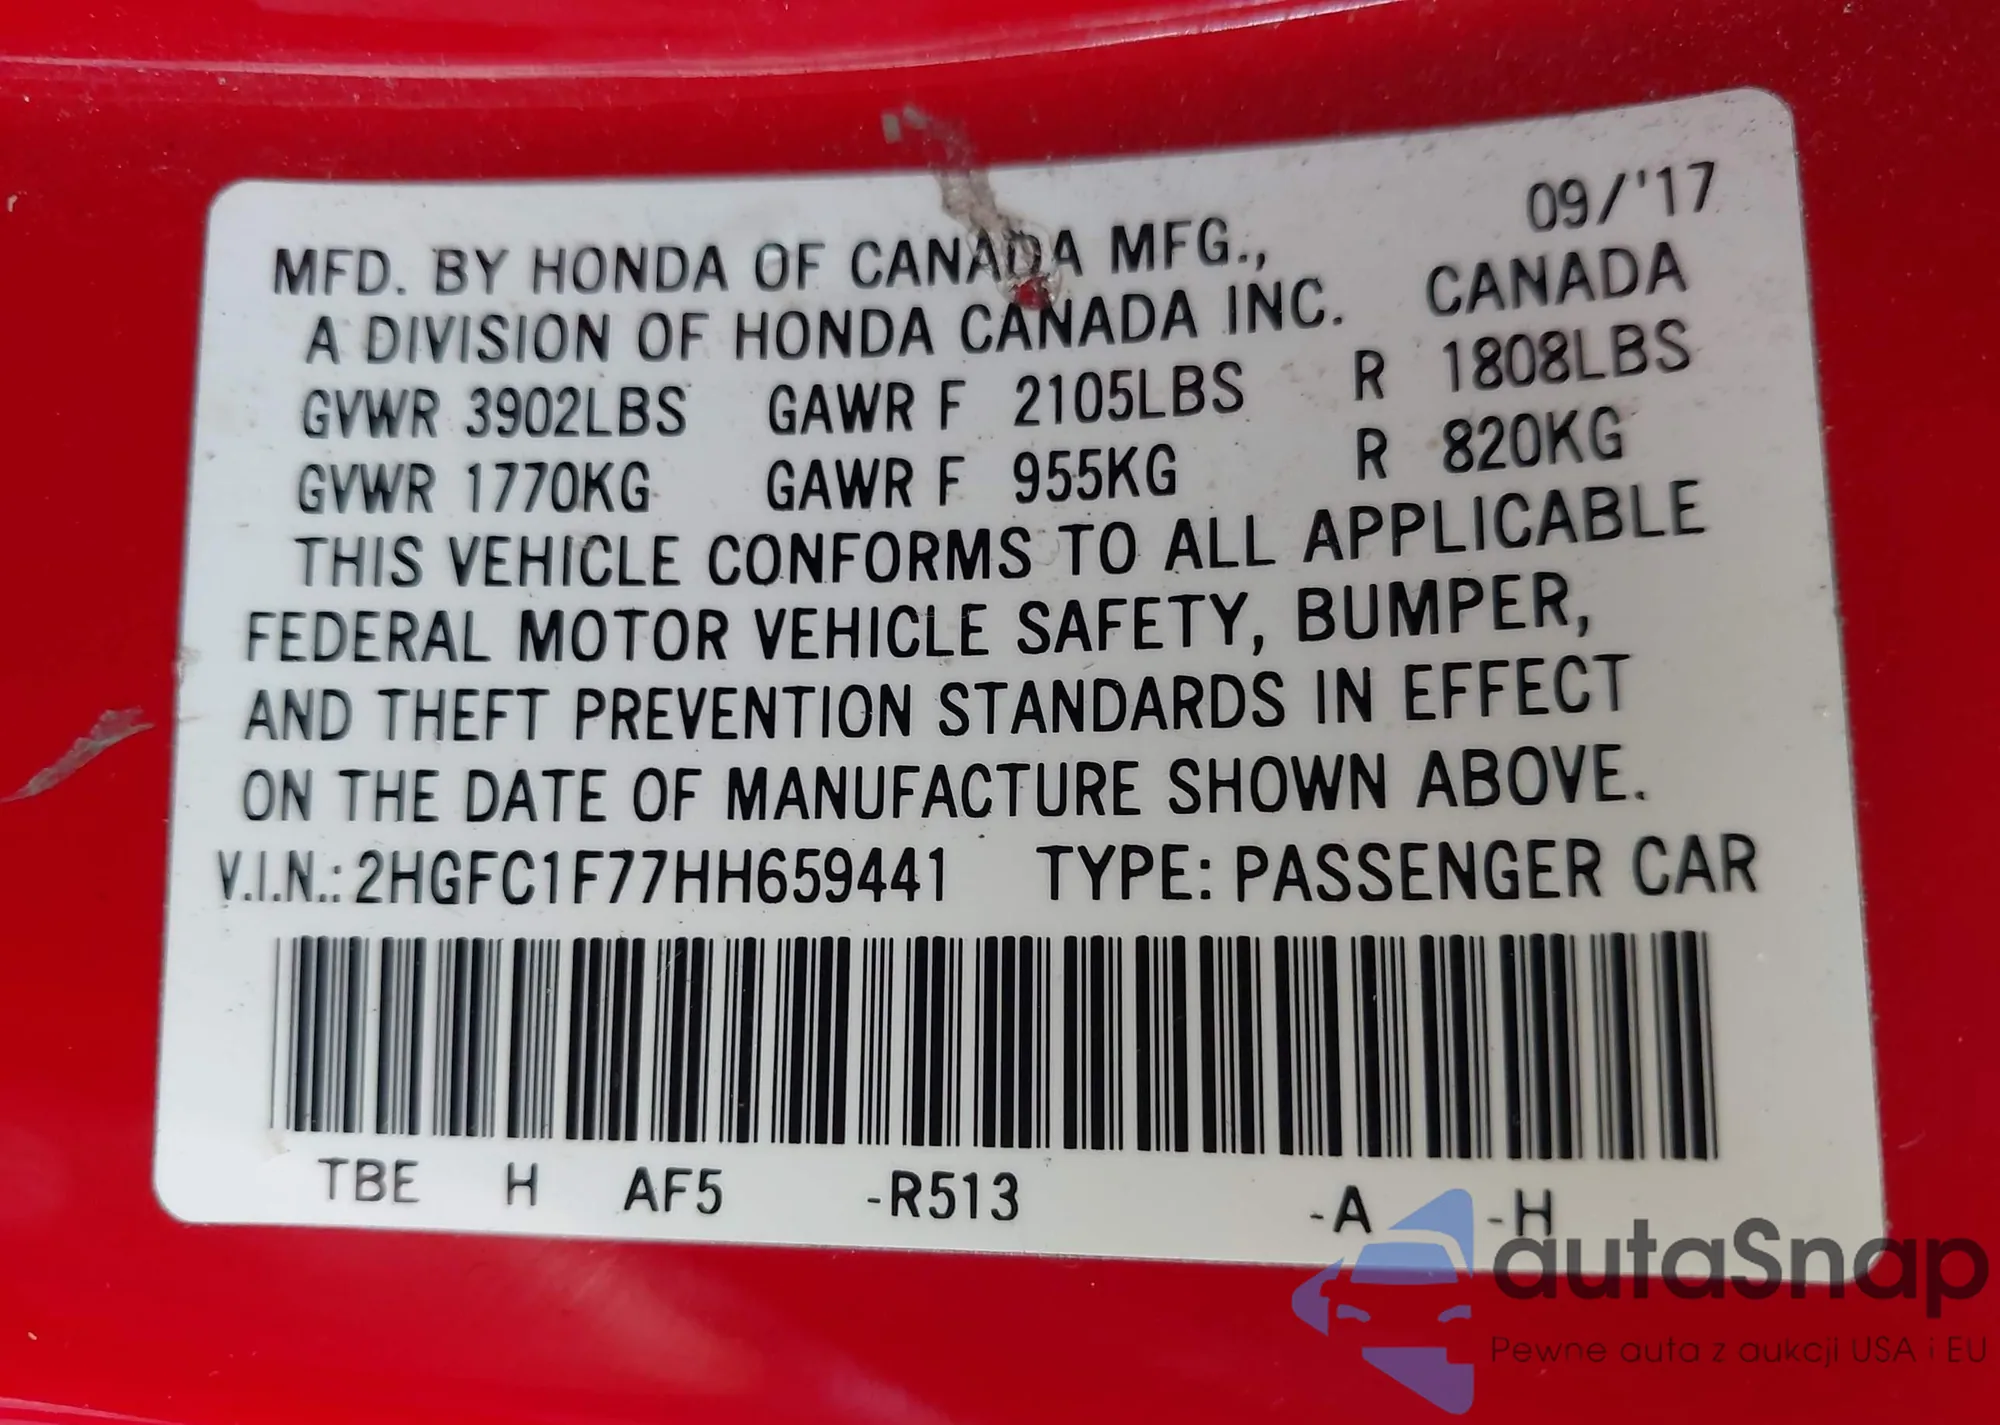 09/'17
MFD. BY HONDA OF CANADA MFG.,
A DIVISION OF HONDA CANADA INC. CANADA
GVWR 3902LBS GAWR F 2105LBS R 1808LBS
GVWR 1770KG GAWR F 955KG R 820KG
THIS VEHICLE CONFORMS TO ALL APPLICABLE
FEDERAL MOTOR VEHICLE SAFETY, BUMPER,
AND THEFT PREVENTION STANDARDS IN EFFECT
ON THE DATE OF MANUFACTURE SHOWN ABOVE.
V.I.N.: 2HGFC1F77HH659441 TYPE: PASSENGER CAR
TBE H AF5 -R513 -A -H
autaSnap
Pewne auta z aukcji USA i EU